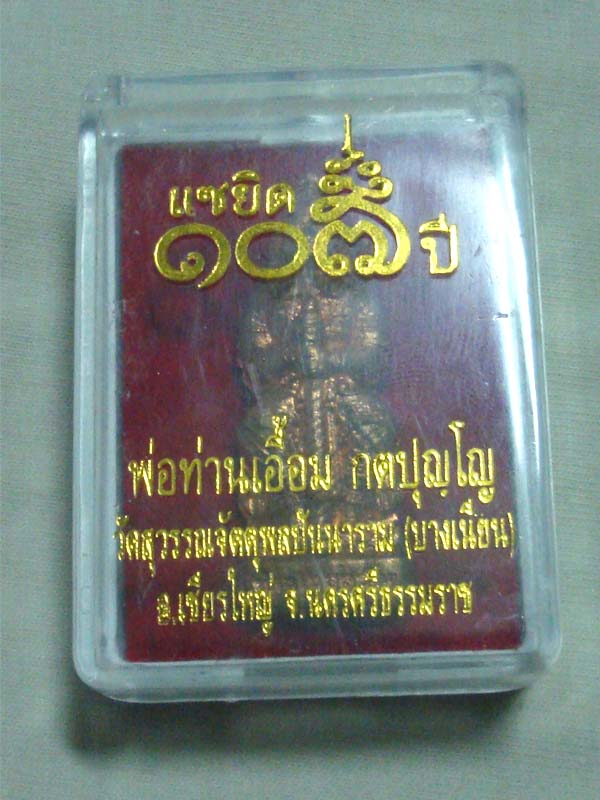 แซยิด
๑๐๗ ปี
พ่อท่านเอื้อม กตปุญฺโญ
วัดสุวรรณจัตตุพลปันนาราม (บางเนียน)
อ.เชียรใหญ่ จ.นครศรีธรรมราช